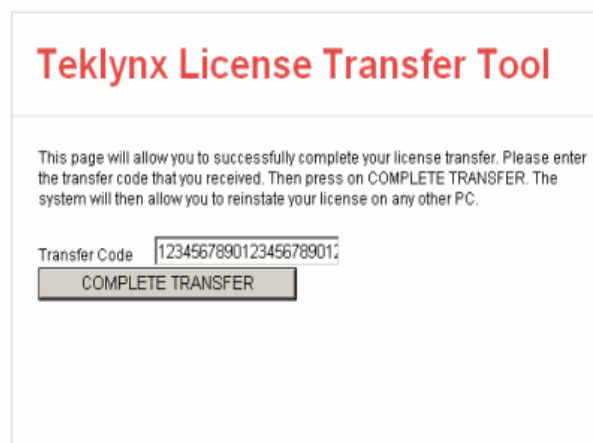 Teklynx License Transfer Tool
This page will allow you to successfully complete your license transfer. Please enter
the transfer code that you received. Then press on COMPLETE TRANSFER. The
system will then allow you to reinstate your license on any other PC.
Transfer Code 1234567890123456789012
COMPLETE TRANSFER